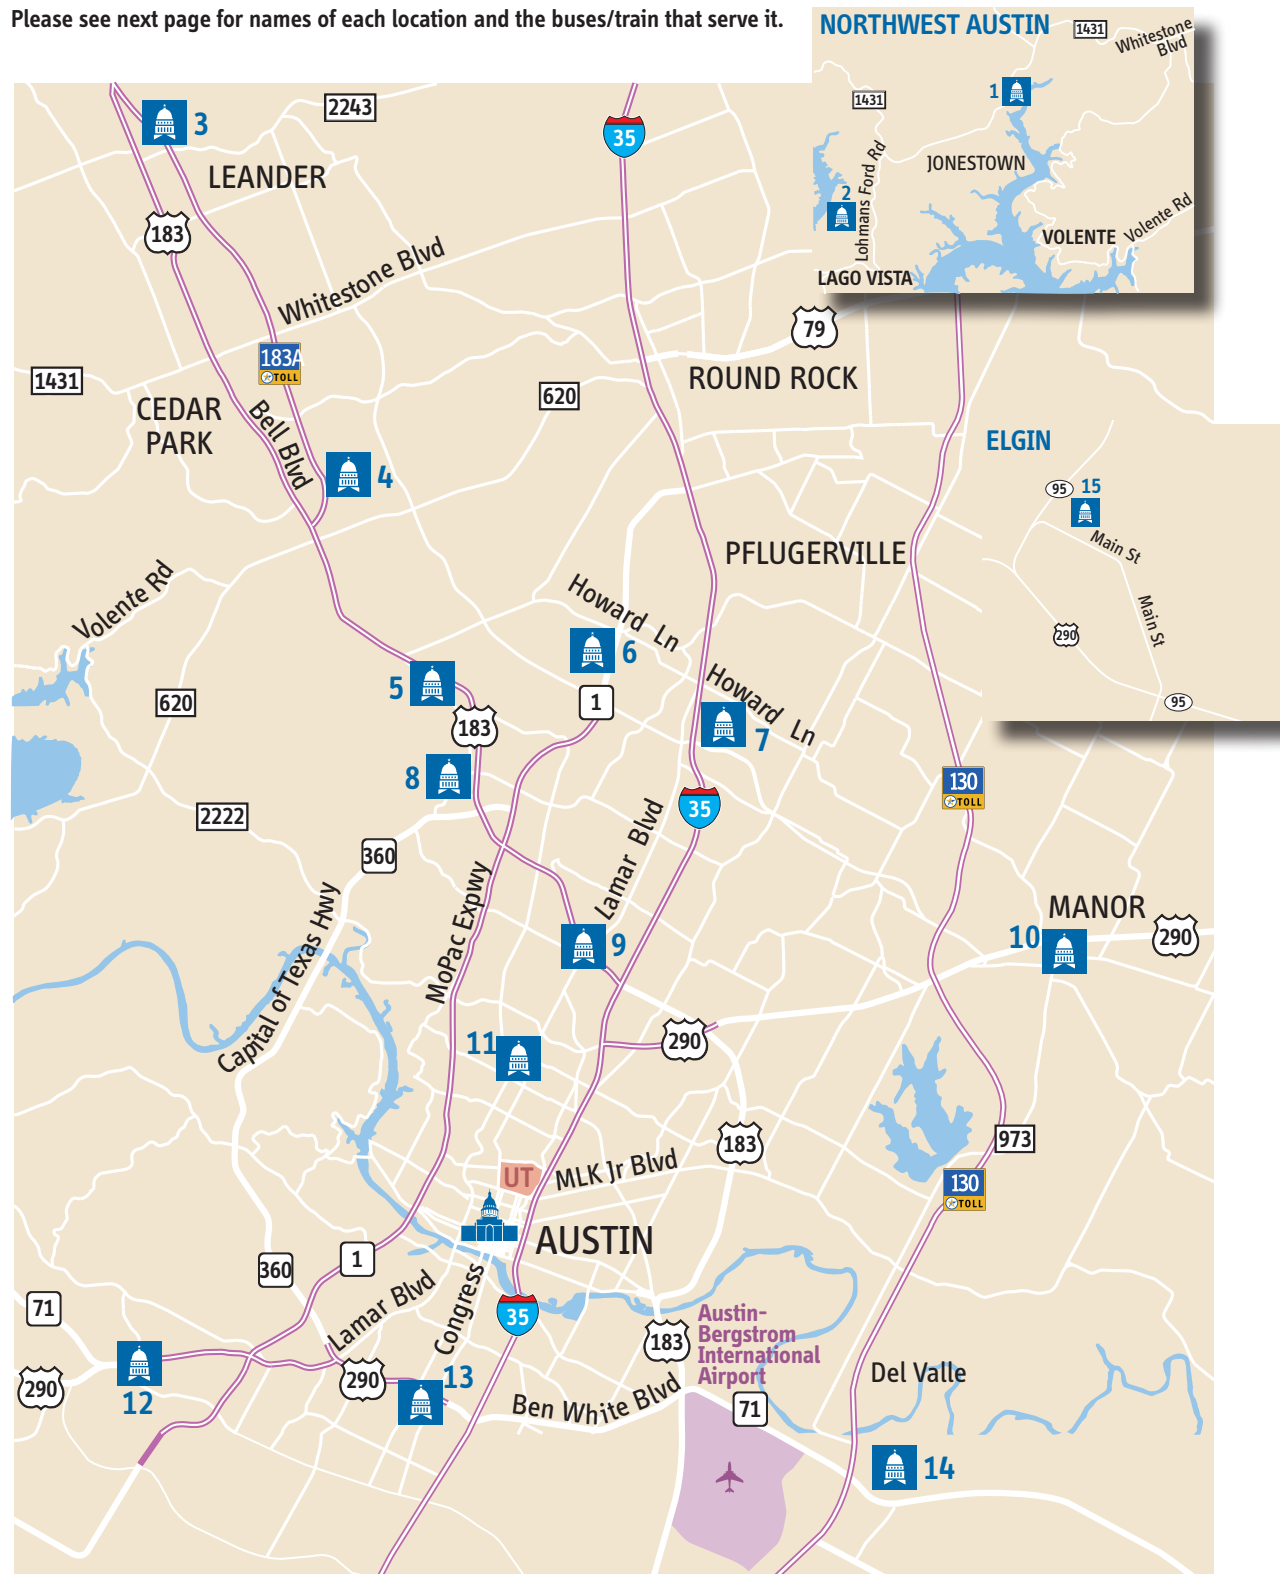 Please see next page for names of each location and the buses/train that serve it.
NORTHWEST AUSTIN
1431
Whitestone
Blvd
1
1431
JONESTOWN
Lohmans Ford Rd
2
VOLENTE
Volente Rd
LAGO VISTA
3
2243
35
LEANDER
183
Whitestone Blvd
79
183A
TOLL
1431
ROUND ROCK
620
CEDAR
PARK
Bell Blvd
4
ELGIN
95
15
Main St
Main St
290
95
PFLUGERVILLE
Volente Rd
Howard Ln
6
5
620
1
Howard Ln
7
183
8
130
TOLL
35
2222
360
Lamar Blvd
MoPac Expwy
Capital of Texas Hwy
MANOR
10
290
9
11
290
183
973
UT
MLK Jr Blvd
130
TOLL
AUSTIN
1
360
71
Lamar Blvd
Congress
35
183
Austin-
Bergstrom
International
Airport
Del Valle
290
12
290
13
Ben White Blvd
71
14